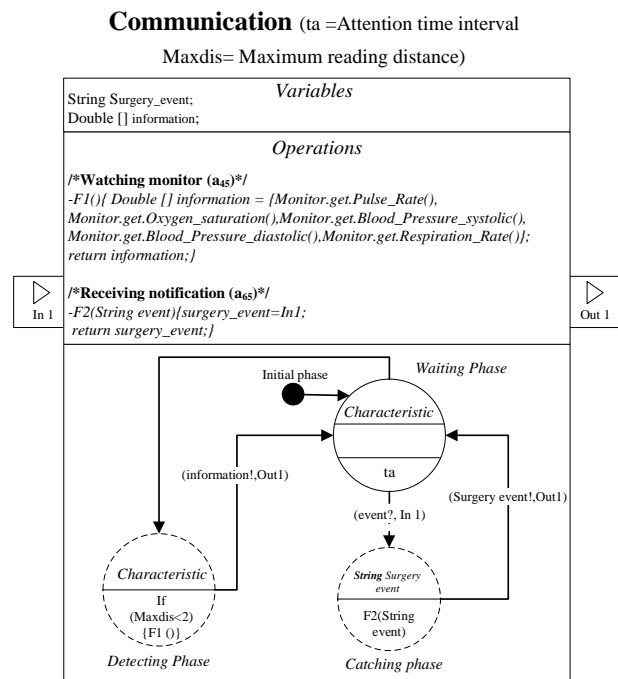 Communication (ta =Attention time interval
Maxdis= Maximum reading distance)
Variables
String Surgery_event;
Double [] information;
Operations
/*Watching monitor (a45)*/
-F1(){ Double [] information = {Monitor.get.Pulse_Rate(),
Monitor.get.Oxygen_saturation(),Monitor.get.Blood_Pressure_systolic(),
Monitor.get.Blood_Pressure_diastolic(),Monitor.get.Respiration_Rate()};
return information;}
/*Receiving notification (a65)*/
-F2(String event){surgery_event=In1;
return surgery_event;}
In 1
Out 1
Waiting Phase
Initial phase
Characteristic
ta
(information!,Out1)
(Surgery event!,Out1)
(event?, In 1)
Characteristic
If
(Maxdis<2)
{F1 ()}
Detecting Phase
String Surgery
event
F2(String
event)
Catching phase